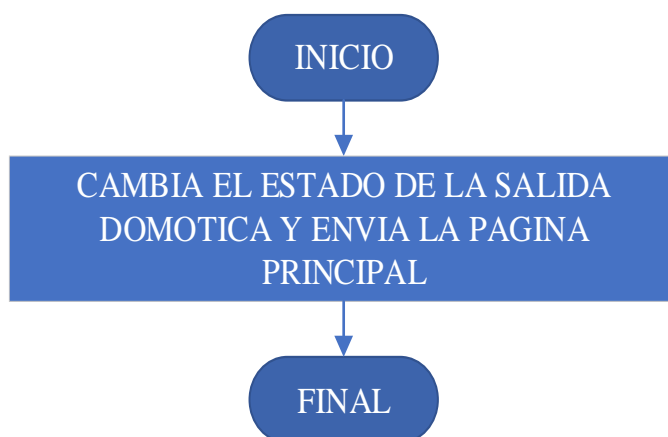 INICIO
CAMBIA EL ESTADO DE LA SALIDA
DOMOTICA Y ENVIA LA PAGINA
PRINCIPAL
FINAL